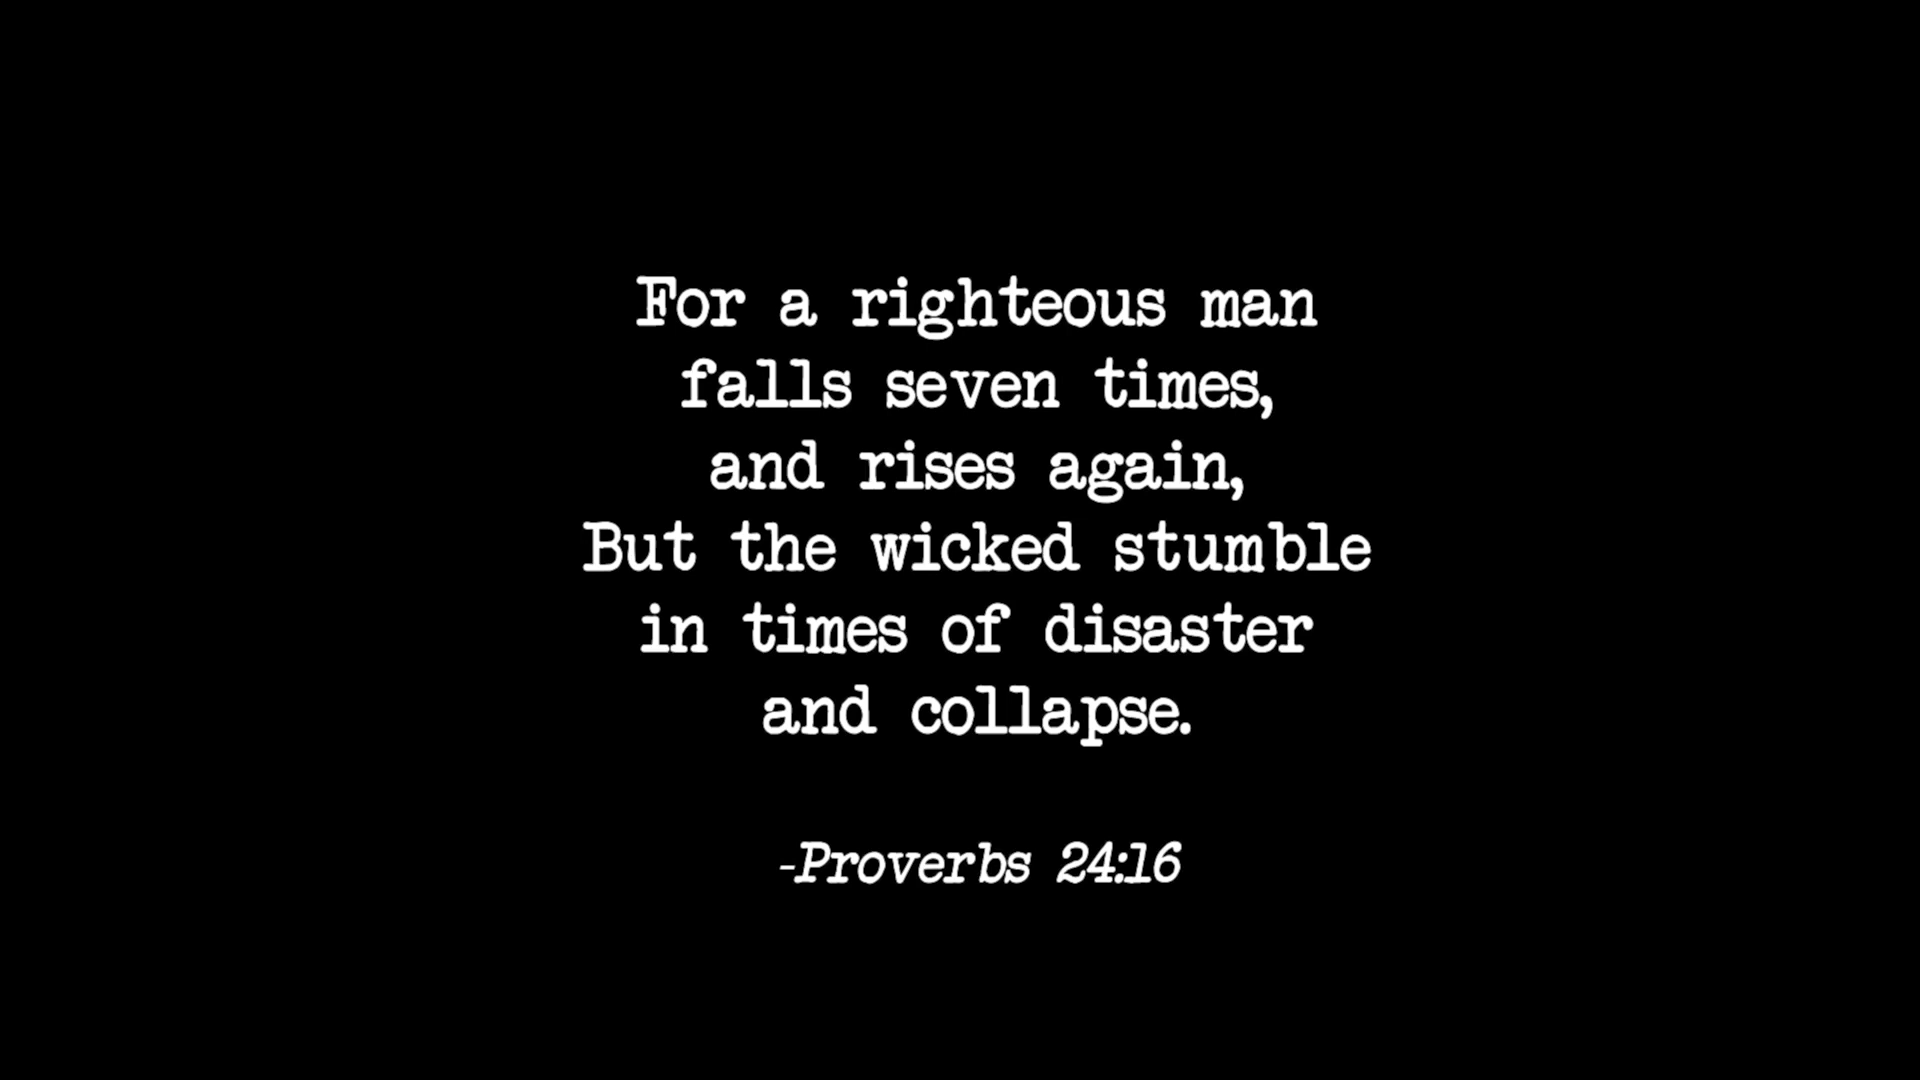 For a righteous man
falls seven times,
and rises again,
But the wicked stumble
in times of disaster
and collapse.
-Proverbs 24:16